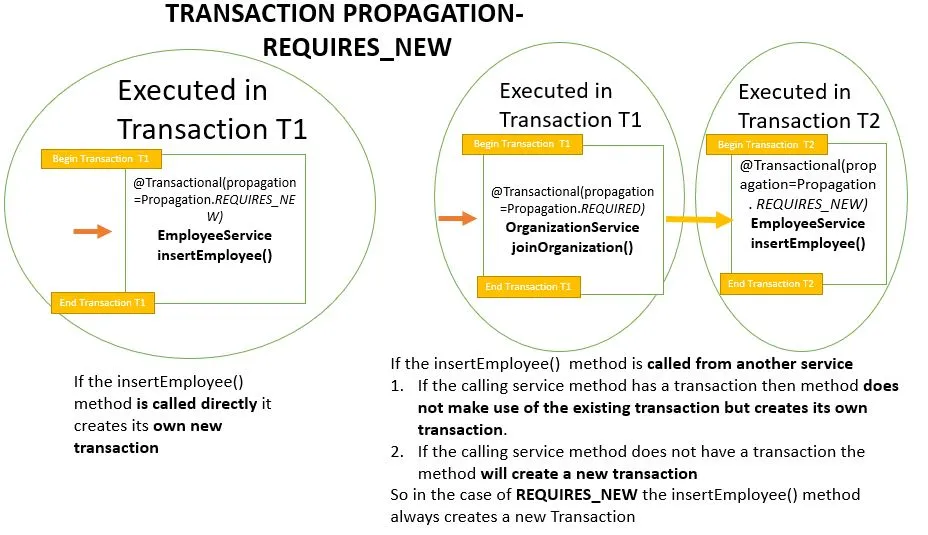 TRANSACTION PROPAGATION-
REQUIRES_NEW
Executed in
Transaction T1
Begin Transaction T1
@Transactional(propagation
=Propagation.REQUIRES_NE
W)
EmployeeService
insertEmployee()
End Transaction T1
If the insertEmployee()
method is called directly it
creates its own new
transaction
Executed in
Transaction T1
Begin Transaction T1
@Transactional(propagation
=Propagation.REQUIRED)
OrganizationService
joinOrganization()
End Transaction T1
Executed in
Transaction T2
Begin Transaction T2
@Transactional(prop
agation=Propagation
. REQUIRES_NEW)
EmployeeService
insertEmployee()
End Transaction T2
If the insertEmployee() method is called from another service
1. If the calling service method has a transaction then method does
not make use of the existing transaction but creates its own
transaction.
2. If the calling service method does not have a transaction the
method will create a new transaction
So in the case of REQUIRES_NEW the insertEmployee() method
always creates a new Transaction